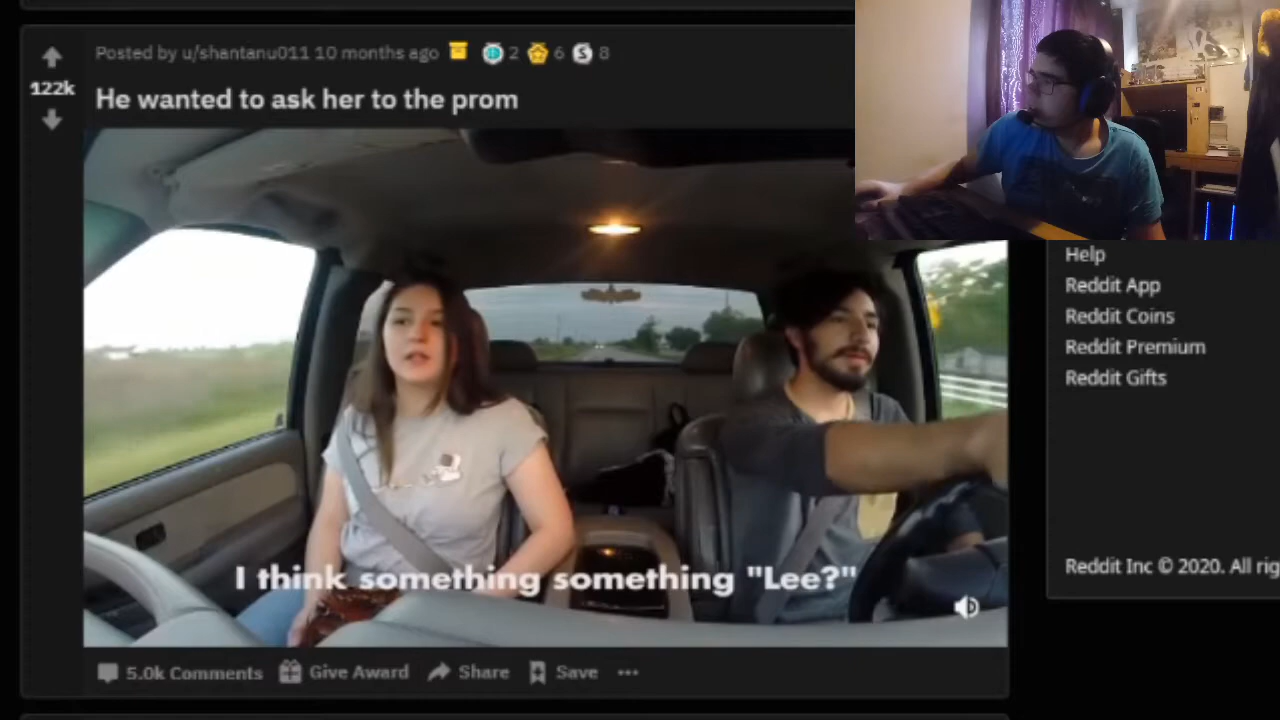 Posted by u/shantanu011 10 months ago 2 6 8
122k
He wanted to ask her to the prom
I think something something "Lee?"
5.0k Comments Give Award Share Save ...
Help
Reddit App
Reddit Coins
Reddit Premium
Reddit Gifts
Reddit Inc © 2020. All rig